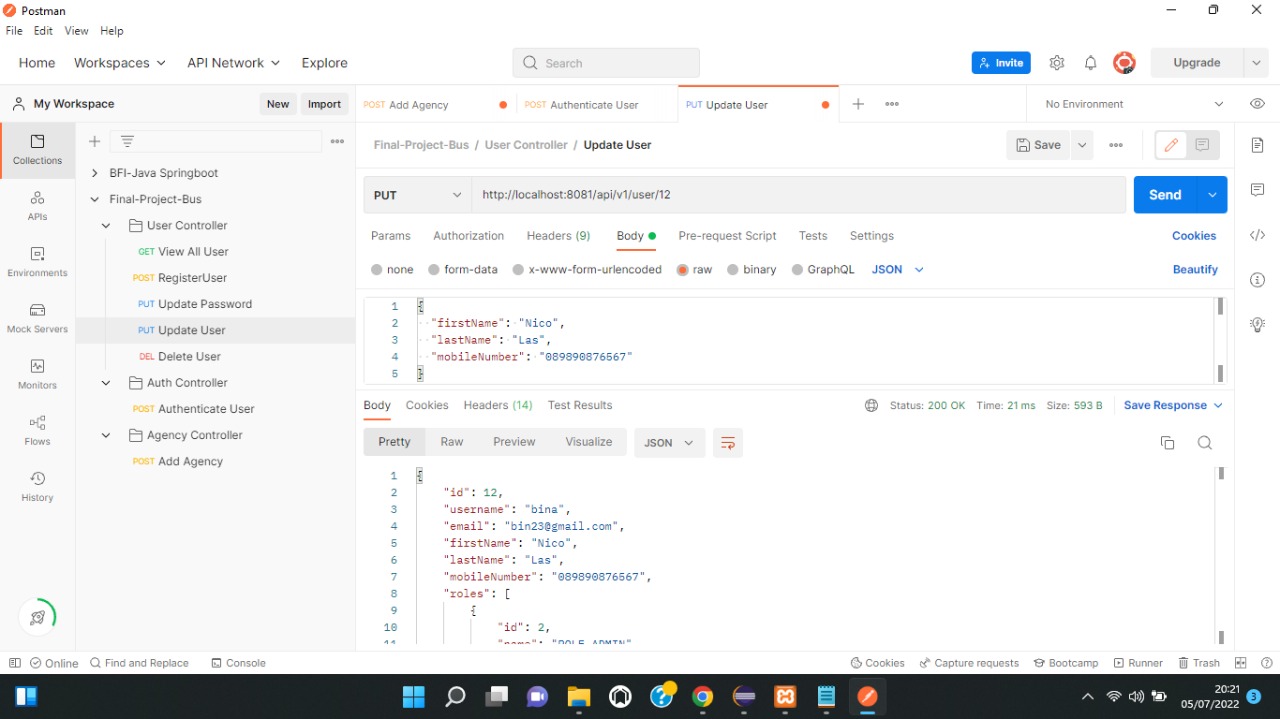 Postman
File Edit View Help
Home Workspaces API Network Explore Search Invite Upgrade
My Workspace New Import POST Add Agency POST Authenticate User PUT Update User No Environment
Collections
APIs
Environments
Mock Servers
Monitors
Flows
History
BFI-Java Springboot
Final-Project-Bus
User Controller
GET View All User
POST RegisterUser
PUT Update Password
PUT Update User
DEL Delete User
Auth Controller
POST Authenticate User
Agency Controller
POST Add Agency
Final-Project-Bus / User Controller / Update User Save
PUT http://localhost:8081/api/v1/user/12 Send
Params Authorization Headers (9) Body Pre-request Script Tests Settings Cookies
none form-data x-www-form-urlencoded raw binary GraphQL JSON Beautify
1 {
2 "firstName": "Nico",
3 "lastName": "Las",
4 "mobileNumber": "089890876567"
5 }
Body Cookies Headers (14) Test Results Status: 200 OK Time: 21 ms Size: 593 B Save Response
Pretty Raw Preview Visualize JSON
1 {
2 "id": 12,
3 "username": "bina",
4 "email": "bin23@gmail.com",
5 "firstName": "Nico",
6 "lastName": "Las",
7 "mobileNumber": "089890876567",
8 "roles": [
9 {
10 "id": 2,
11 "name": "ROLE_ADMIN"
Online Find and Replace Console Cookies Capture requests Bootcamp Runner Trash
20:21
05/07/2022 3